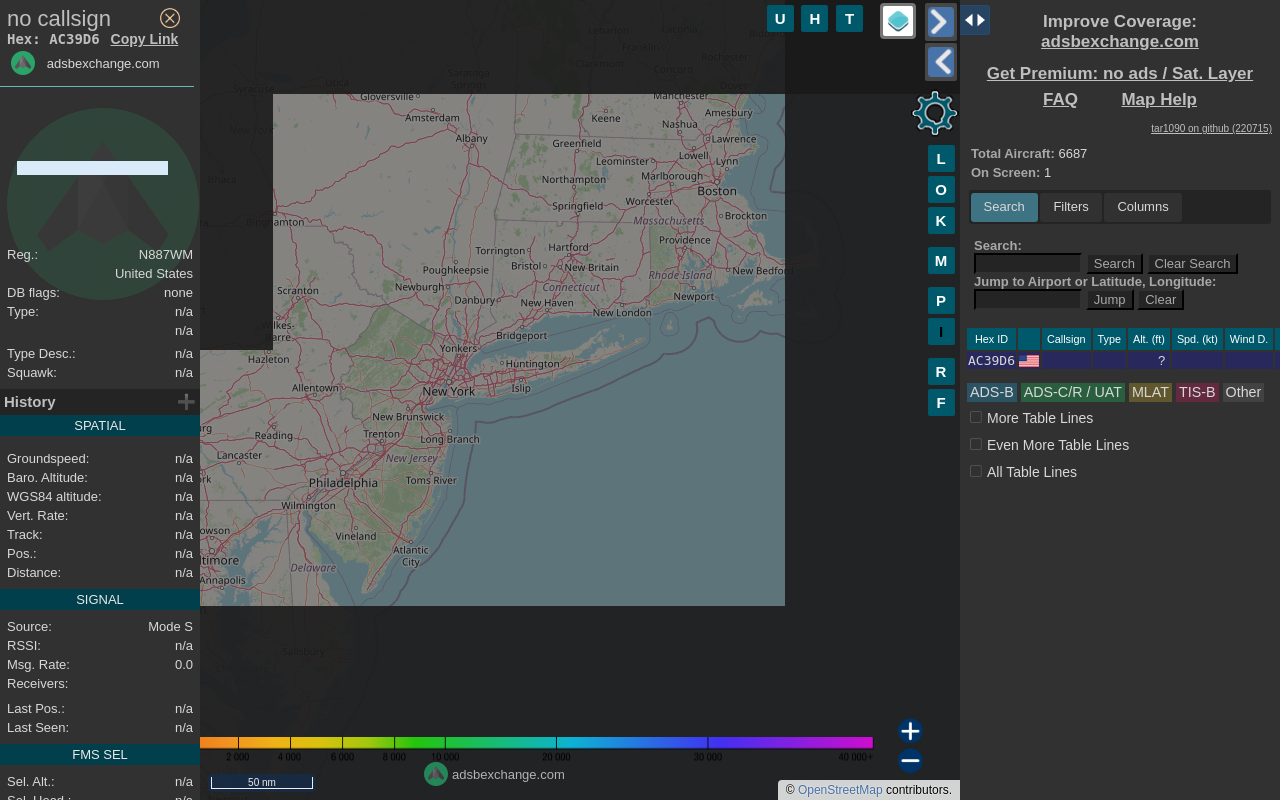 no callsign
Hex: AC39D6 Copy Link
adsbexchange.com
Reg.: N887WM
United States
DB flags: none
Type: n/a
n/a
Type Desc.: n/a
Squawk: n/a
History
SPATIAL
Groundspeed: n/a
Baro. Altitude: n/a
WGS84 altitude: n/a
Vert. Rate: n/a
Track: n/a
Pos.: n/a
Distance: n/a
SIGNAL
Source: Mode S
RSSI: n/a
Msg. Rate: 0.0
Receivers:
Last Pos.: n/a
Last Seen: n/a
FMS SEL
Sel. Alt.: n/a
Sel. Head.: n/a
U H T
Gloversville
Manchester
Amsterdam
Keene
Amesbury
Nashua
Albany
Greenfield
Lawrence
Leominster
Lowell
Lynn
Northampton
Marlborough
Boston
Springfield
Worcester
Massachusetts
Brockton
Torrington
Hartford
Providence
Bristol
New Britain
New Bedford
Poughkeepsie
Rhode Island
Scranton
Newburgh
Connecticut
Danbury
New Haven
Newport
New London
Wilkes-
Barre
Bridgeport
Hazleton
Yonkers
Huntington
Allentown
New York
Islip
New Brunswick
Reading
Trenton
Long Branch
Lancaster
New Jersey
Philadelphia
Toms River
Wilmington
Vineland
Atlantic
City
Delaware
Annapolis
Salisbury
L
O
K
M
P
I
R
F
2 000 4 000 6 000 8 000 10 000 20 000 30 000 40 000+
adsbexchange.com
50 nm
© OpenStreetMap contributors.
Improve Coverage:
adsbexchange.com
Get Premium: no ads / Sat. Layer
FAQ Map Help
tar1090 on github (220715)
Total Aircraft: 6687
On Screen: 1
Search Filters Columns
Search:
Search Clear Search
Jump to Airport or Latitude, Longitude:
Jump Clear
Hex ID Callsign Type Alt. (ft) Spd. (kt) Wind D.
AC39D6 ?
ADS-B ADS-C/R / UAT MLAT TIS-B Other
More Table Lines
Even More Table Lines
All Table Lines